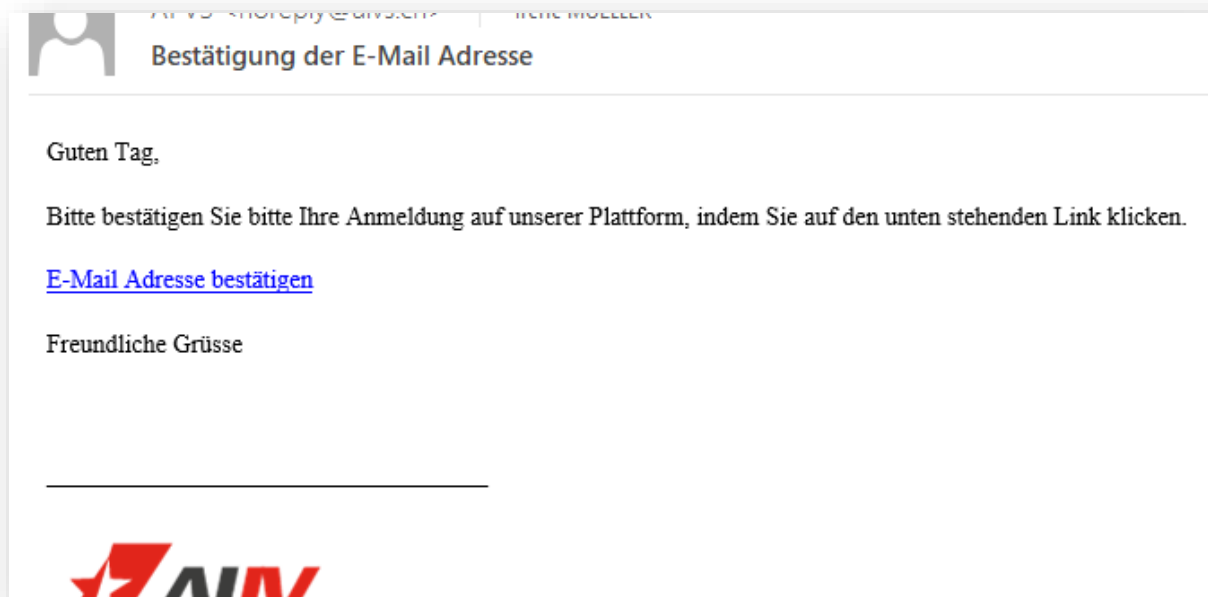 Bestätigung der E-Mail Adresse
Guten Tag,
Bitte bestätigen Sie bitte Ihre Anmeldung auf unserer Plattform, indem Sie auf den unten stehenden Link klicken.
E-Mail Adresse bestätigen
Freundliche Grüsse